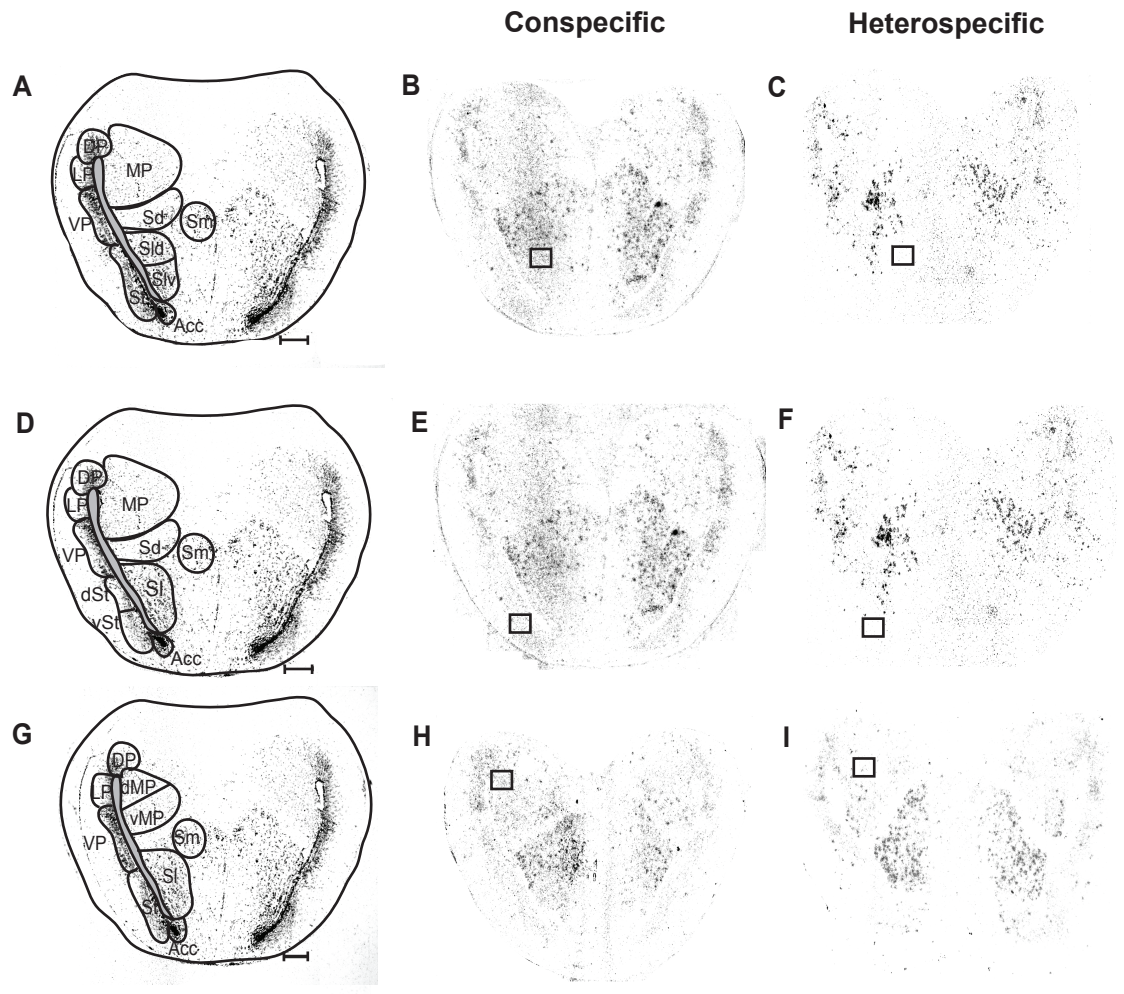 Conspecific
Heterospecific
A
B
C
DP
MP
LP
VP
Sd
Sm
Sld
Slv
St
Acc
D
E
F
DP
MP
LP
VP
Sd
Sm
dSt
Sl
vSt
Acc
G
H
I
DP
LP
dMP
vMP
VP
Sm
Sl
St
Acc